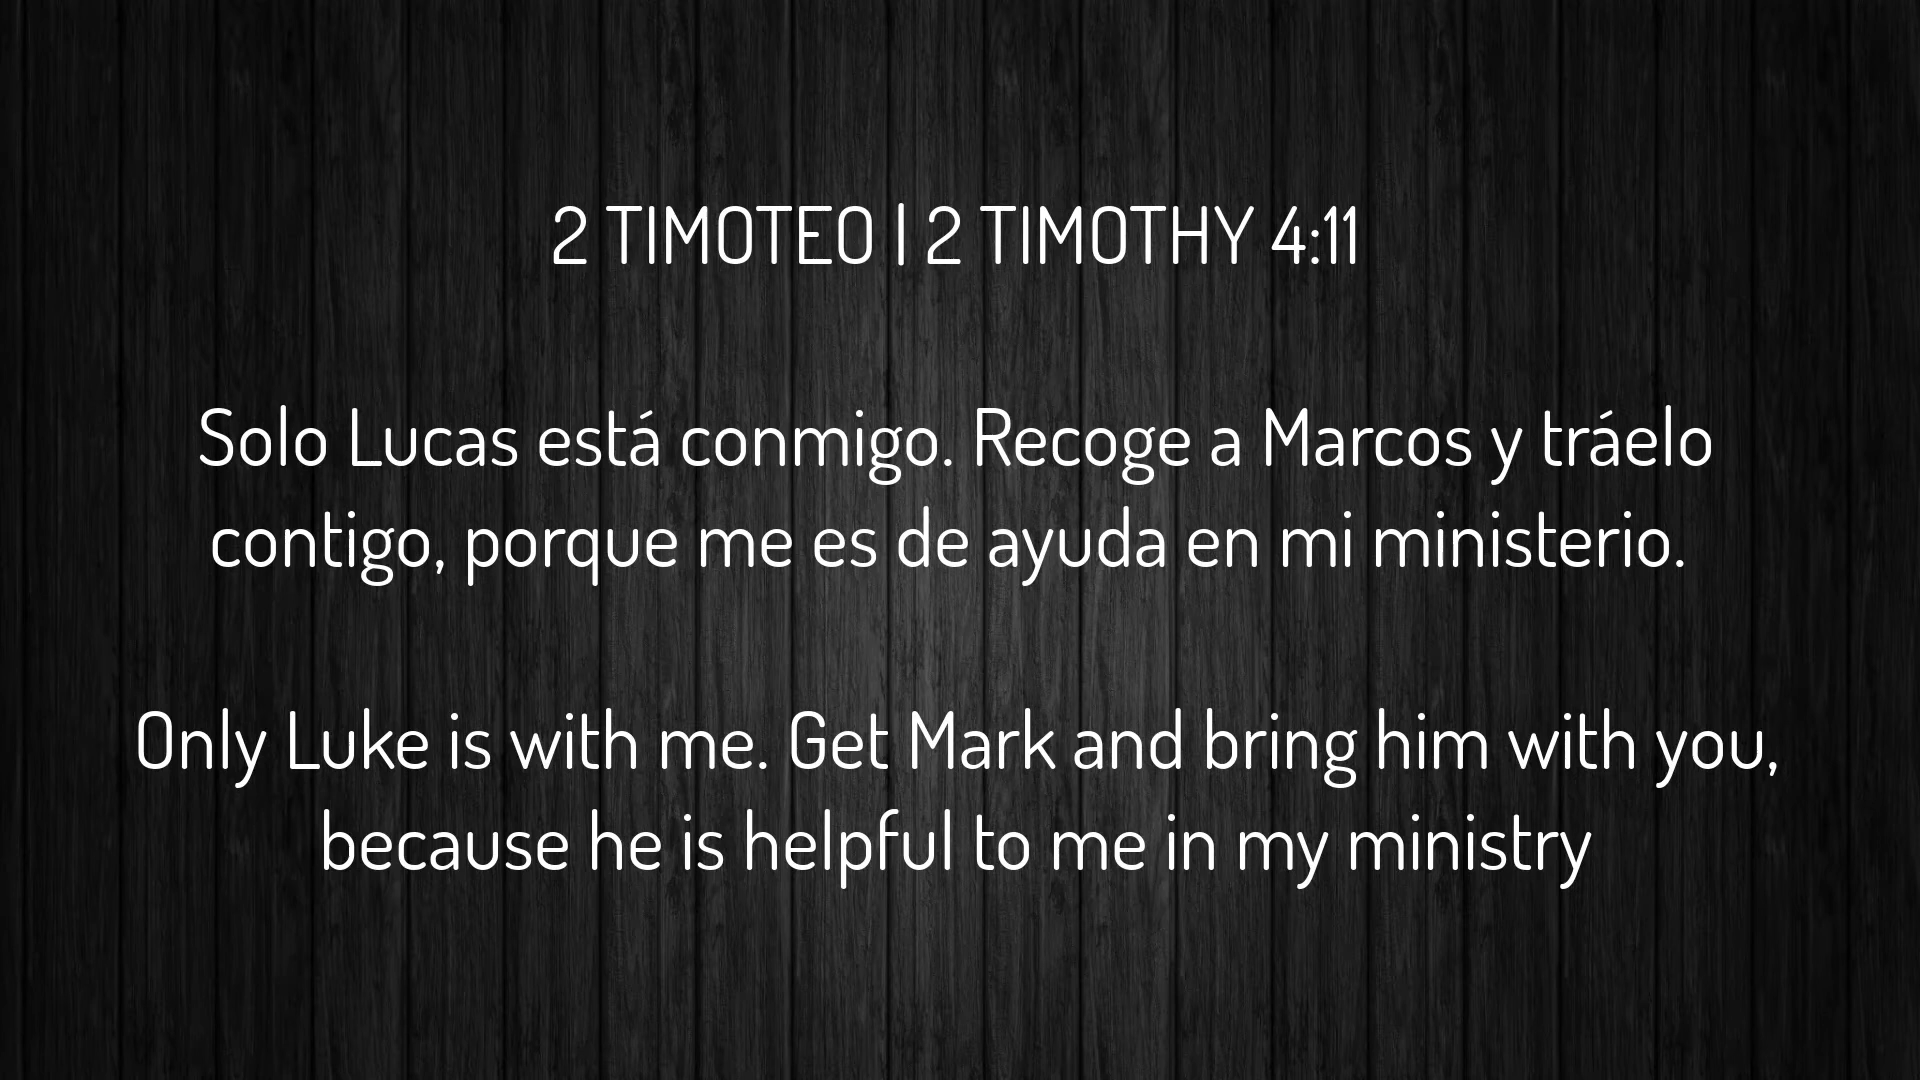 2 TIMOTEO | 2 TIMOTHY 4:11
Solo Lucas está conmigo. Recoge a Marcos y tráelo
contigo, porque me es de ayuda en mi ministerio.
Only Luke is with me. Get Mark and bring him with you,
because he is helpful to me in my ministry